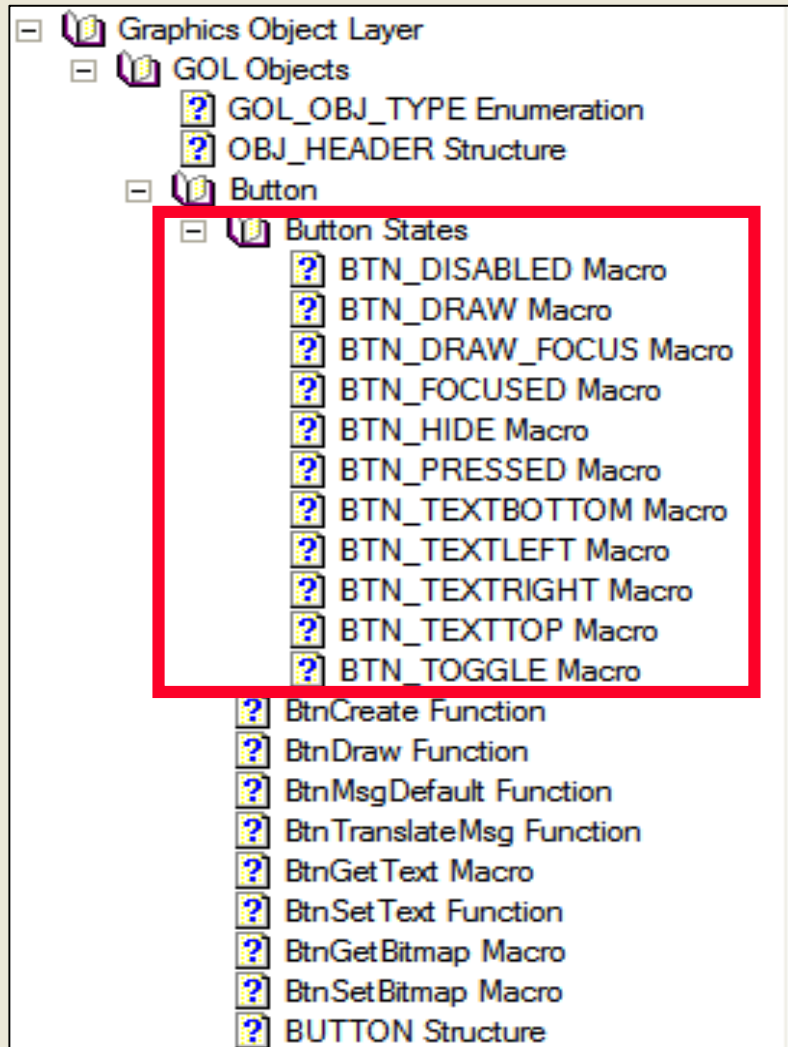 Graphics Object Layer
GOL Objects
GOL_OBJ_TYPE Enumeration
OBJ_HEADER Structure
Button
Button States
BTN_DISABLED Macro
BTN_DRAW Macro
BTN_DRAW_FOCUS Macro
BTN_FOCUSED Macro
BTN_HIDE Macro
BTN_PRESSED Macro
BTN_TEXTBOTTOM Macro
BTN_TEXTLEFT Macro
BTN_TEXTRIGHT Macro
BTN_TEXTTOP Macro
BTN_TOGGLE Macro
BtnCreate Function
BtnDraw Function
BtnMsgDefault Function
BtnTranslateMsg Function
BtnGetText Macro
BtnSetText Function
BtnGetBitmap Macro
BtnSetBitmap Macro
BUTTON Structure